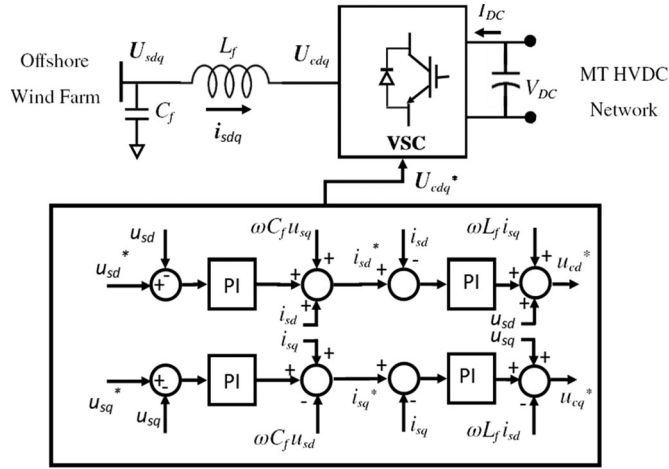 I_DC
U_sdq L_f U_cdq
Offshore
Wind Farm
C_f
i_sdq
V_DC
MT HVDC
Network
VSC
U_cdq*
u_sd ωC_f u_sq i_sd* i_sd ωL_f i_sq u_cd*
u_sd* + - PI + + + + - PI + + +
i_sd u_sd
i_sq u_sq
+ - PI + + - + - PI + + -
u_sq* u_sq ωC_f u_sd i_sq* i_sq ωL_f i_sd u_cq*